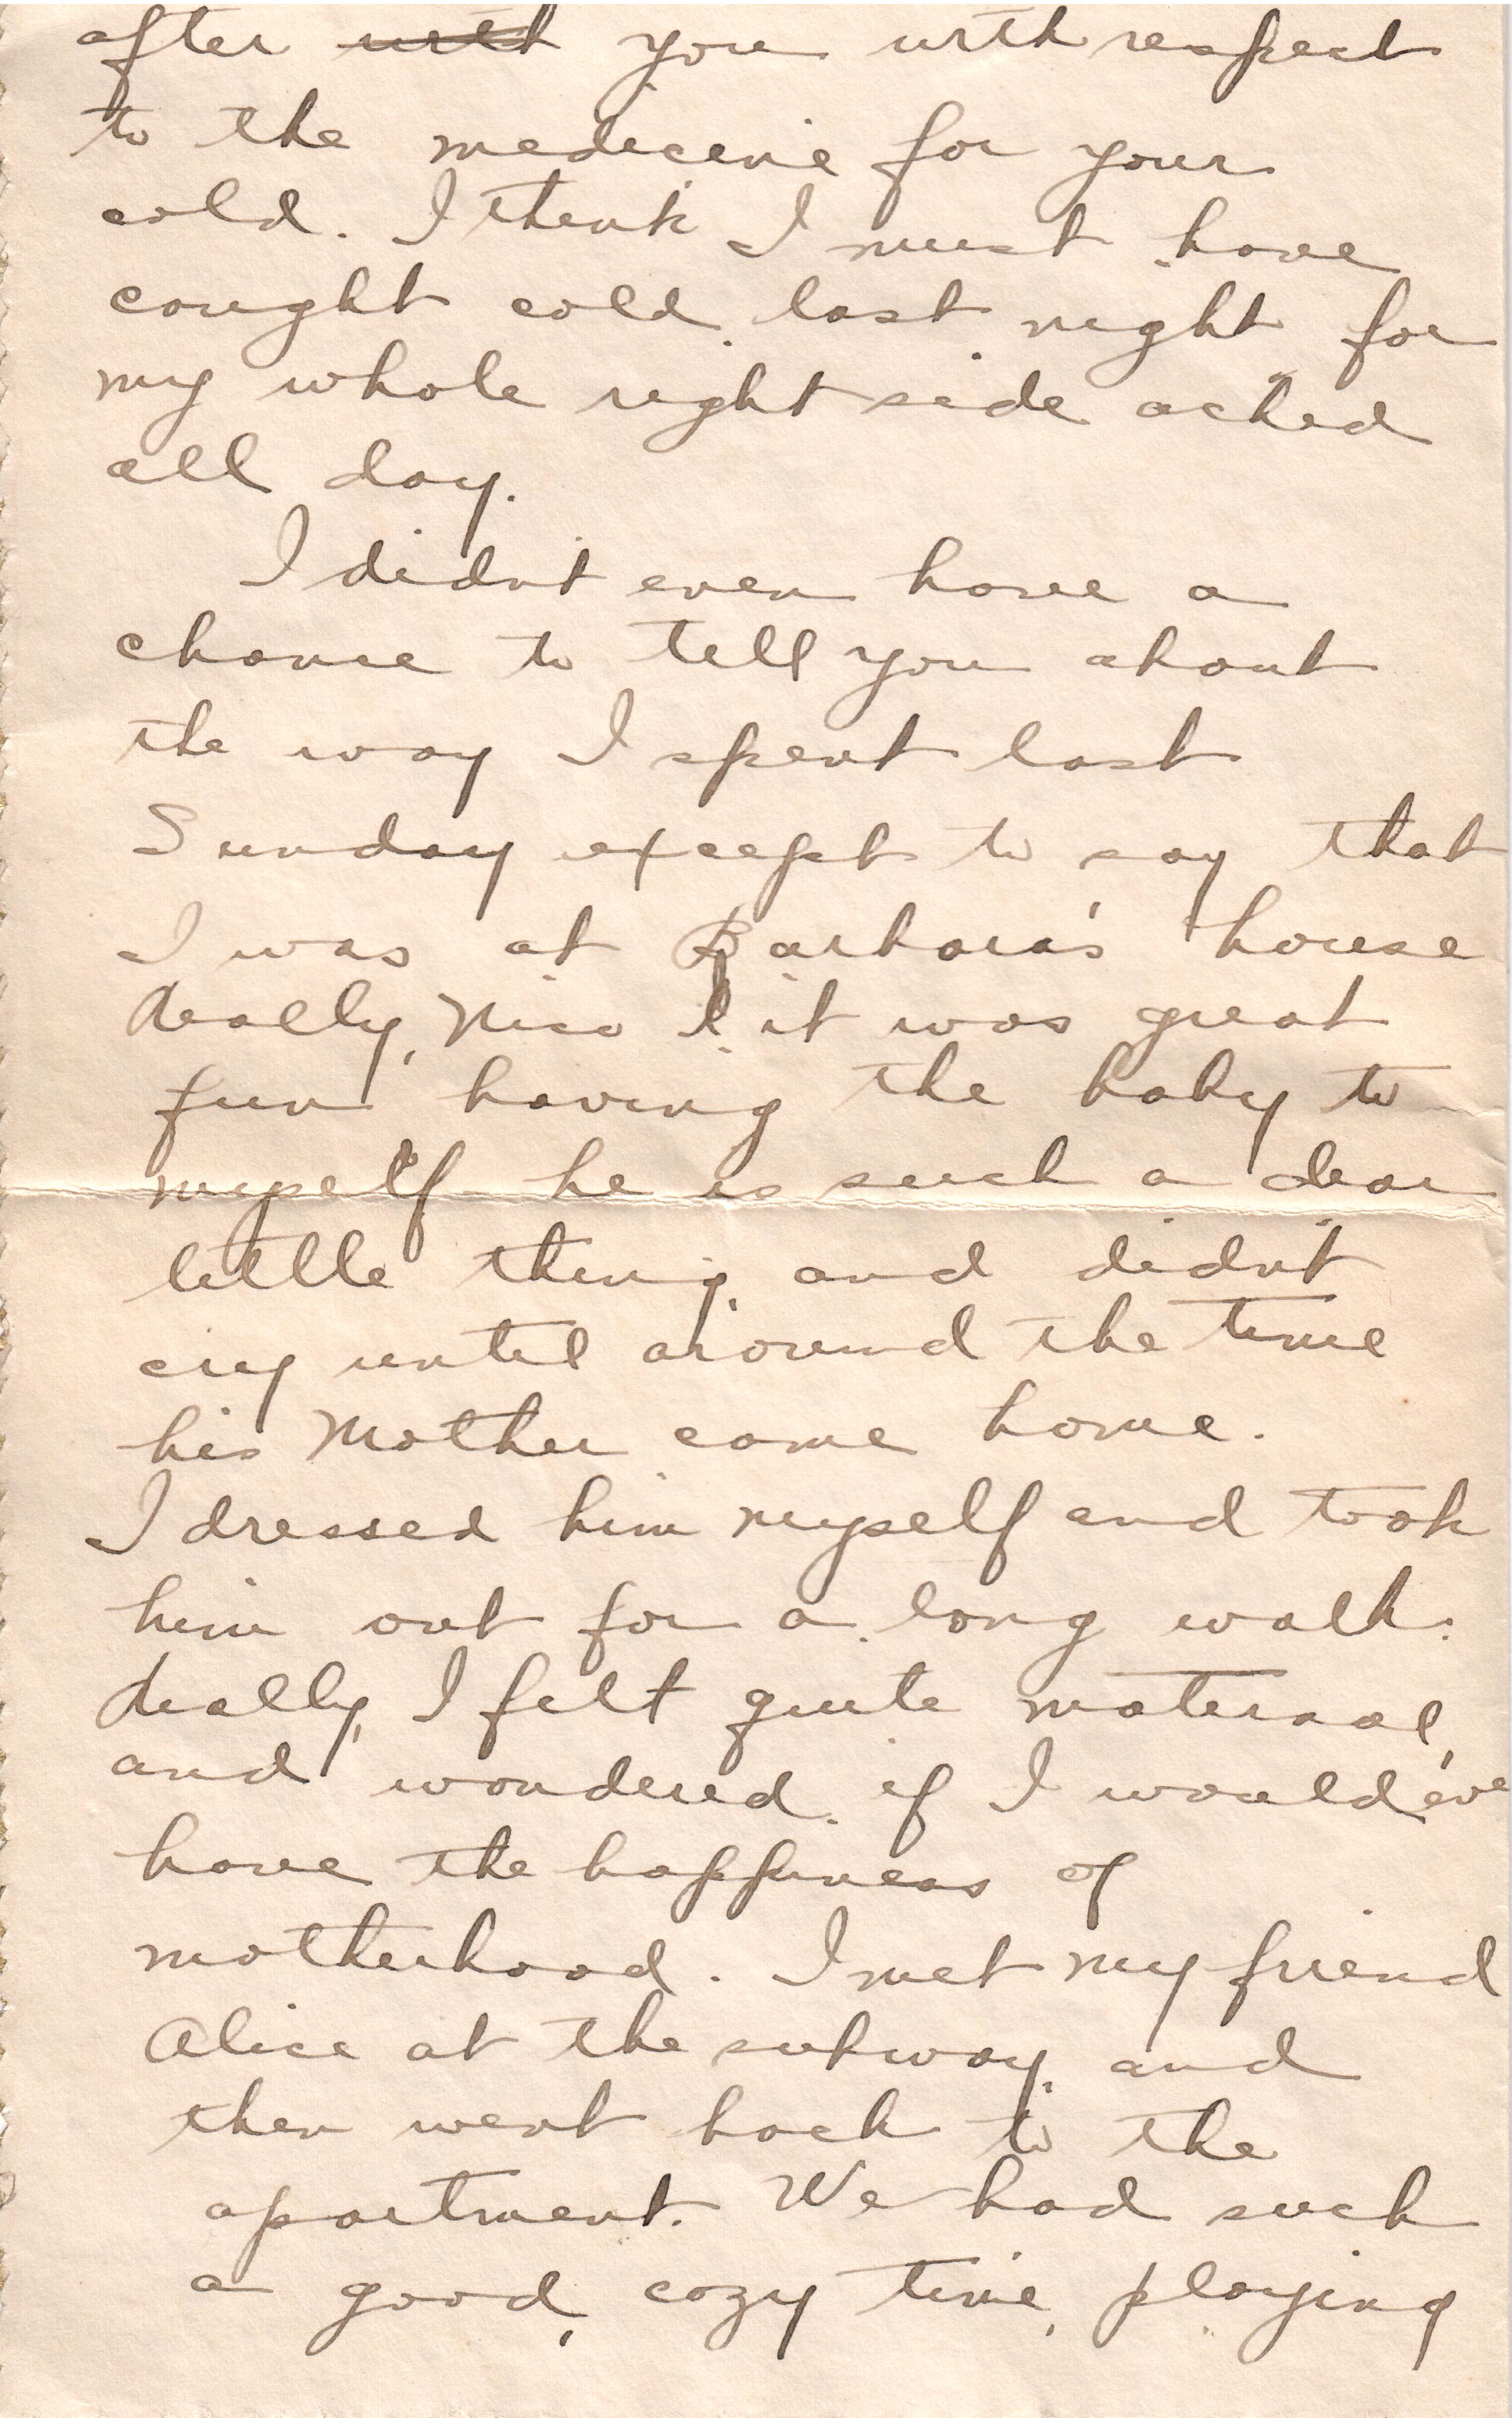 after ~~with~~ you with respect
to the medicine for your
cold. I think I must have
caught cold last night for
my whole right side ached
all day.
I didn't even have a
chance to tell you about
the way I spent last
Sunday except to say that
I was at Barbara's house
Really, Nico & it was great
fun having the baby to
myself he is such a dear
little thing, and didn't
cry until around the time
his Mother came home.
I dressed him myself and took
him out for a long walk.
Really, I felt quite maternal,
and wondered if I would eve
have the happiness of
motherhood. I met my friend
Alice at the subway, and
then went back to the
apartment. We had such
a good, cozy time, playing